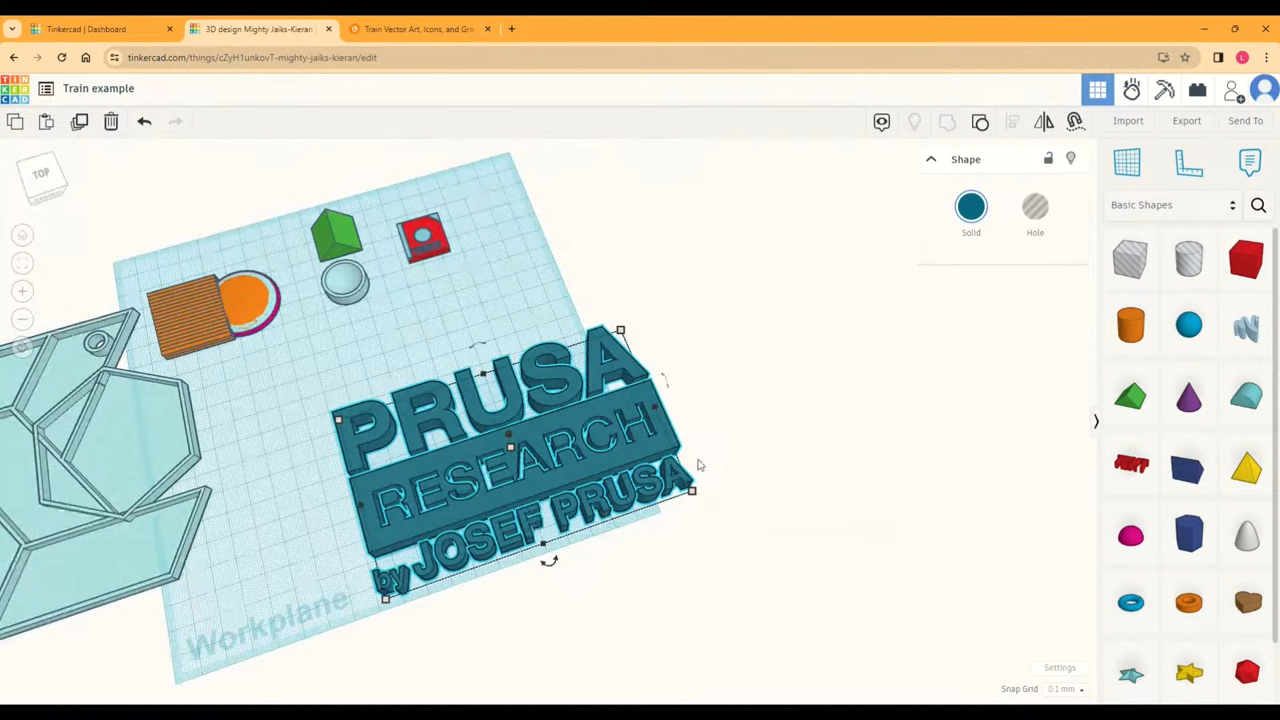 Tinkercad | Dashboard
3D design Mighty Jaiks-Kieran
Train Vector Art, Icons, and Gr
tinkercad.com/things/cZyH1unkovT-mighty-jaiks-kieran/edit
L
TIN
KER
CAD
Train example
Import
Export
Send To
TOP
Shape
Solid
Hole
Basic Shapes
PRUSA
RESEARCH
by JOSEF PRUSA
Workplane
Settings
Snap Grid 0.1 mm